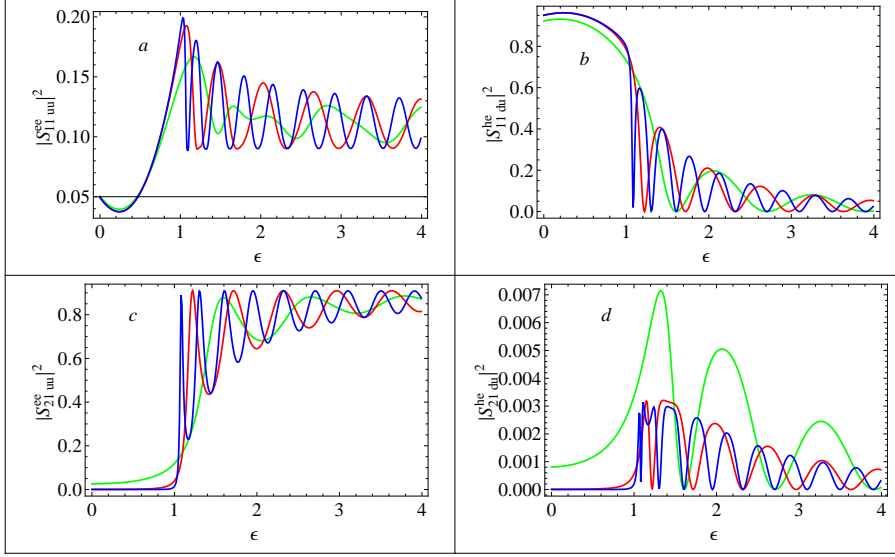 0.20
0.15
0.10
0.05
a
|S^{ee}_{11 uu}|^2
0 1 2 3 4
ϵ
0.8
0.6
0.4
0.2
0.0
b
|S^{he}_{11 du}|^2
0 1 2 3 4
ϵ
0.8
0.6
0.4
0.2
0.0
c
|S^{ee}_{21 uu}|^2
0 1 2 3 4
ϵ
0.007
0.006
0.005
0.004
0.003
0.002
0.001
0.000
d
|S^{he}_{21 du}|^2
0 1 2 3 4
ϵ